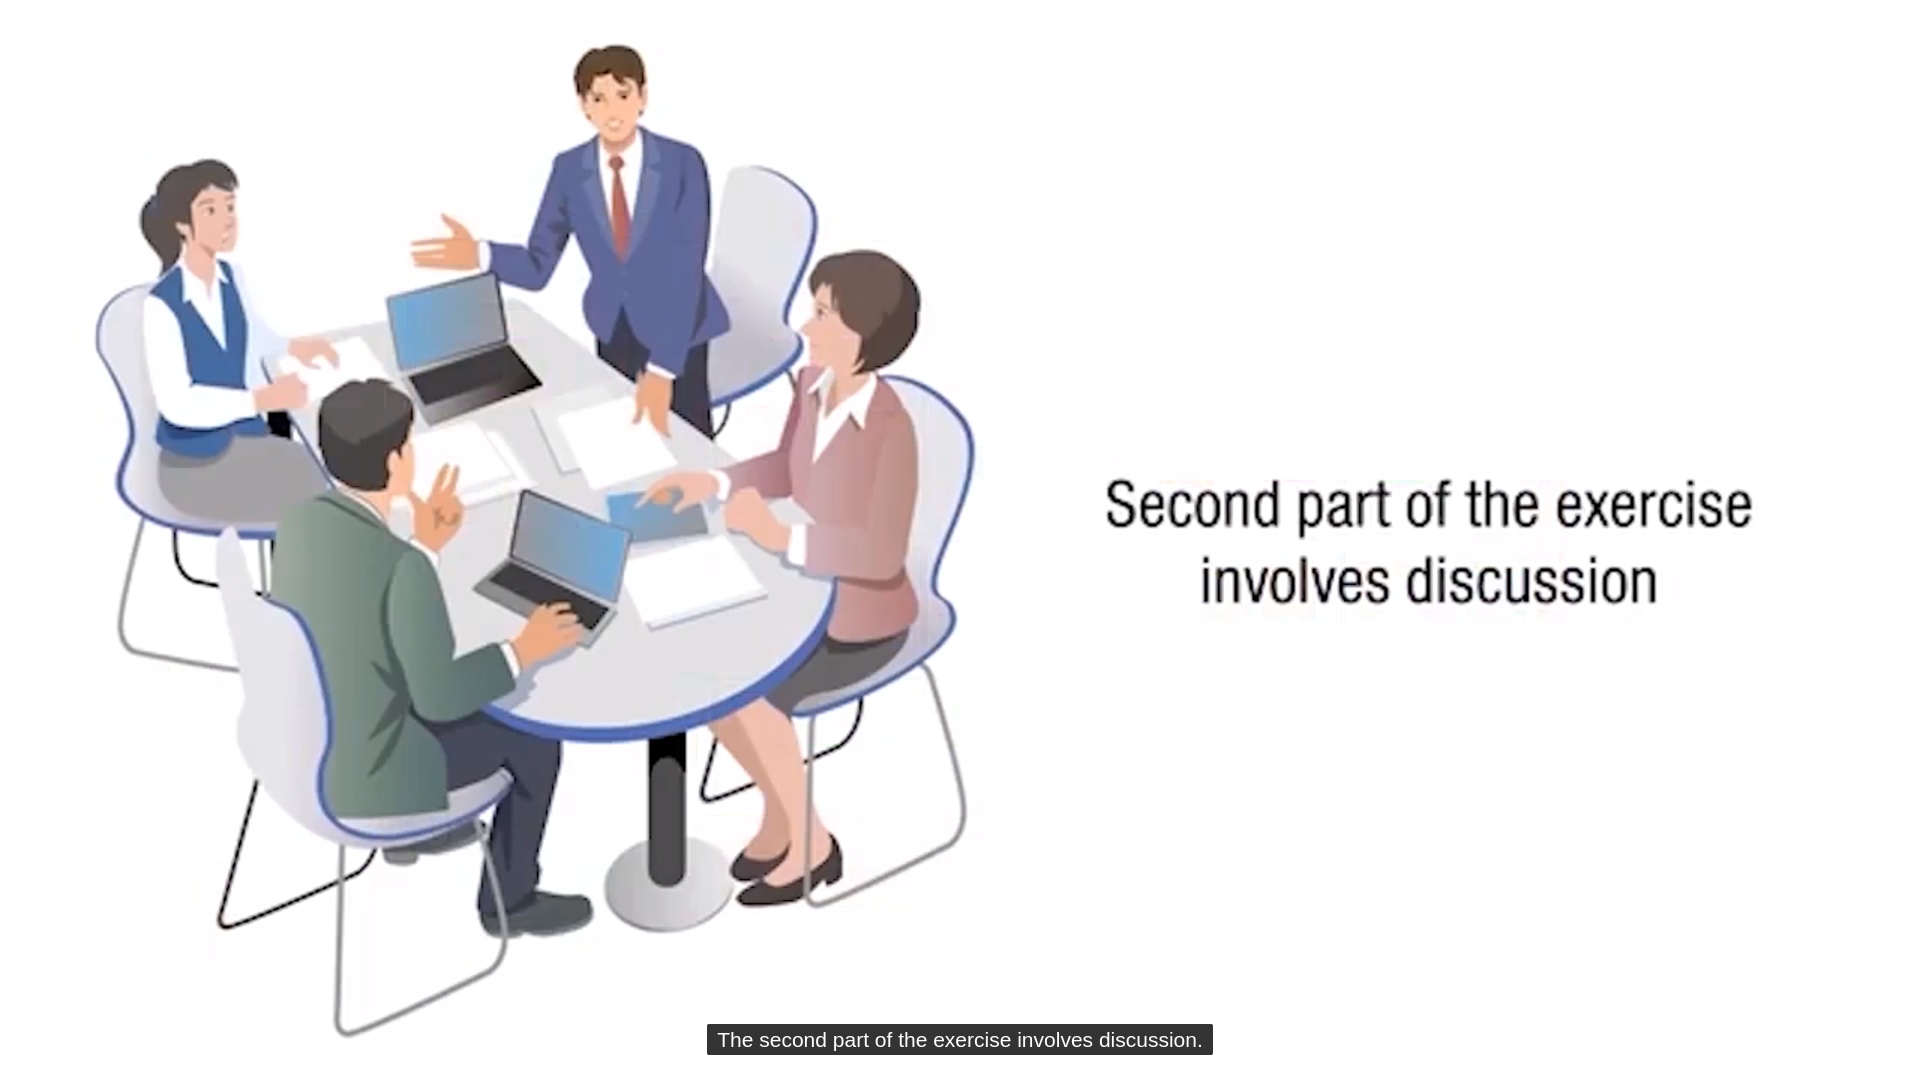 Second part of the exercise
involves discussion
The second part of the exercise involves discussion.